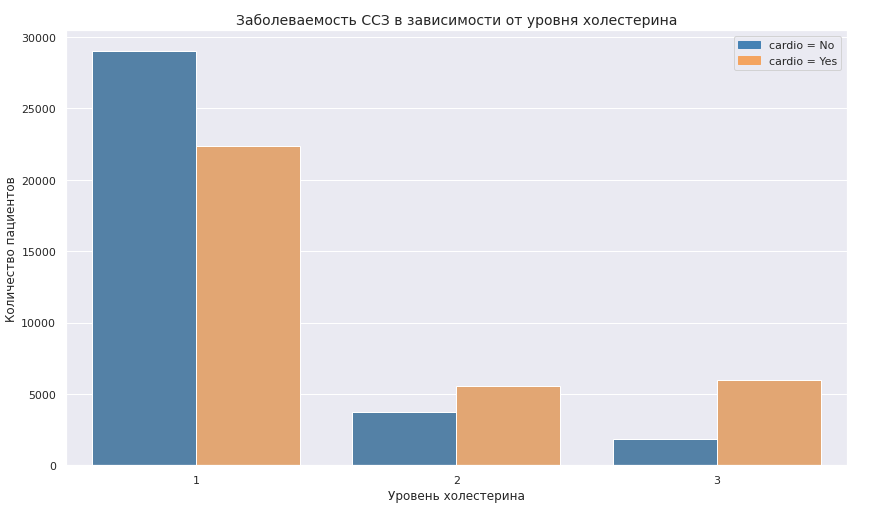 Заболеваемость ССЗ в зависимости от уровня холестерина
cardio = No
cardio = Yes
Количество пациентов
30000
25000
20000
15000
10000
5000
0
1
2
3
Уровень холестерина